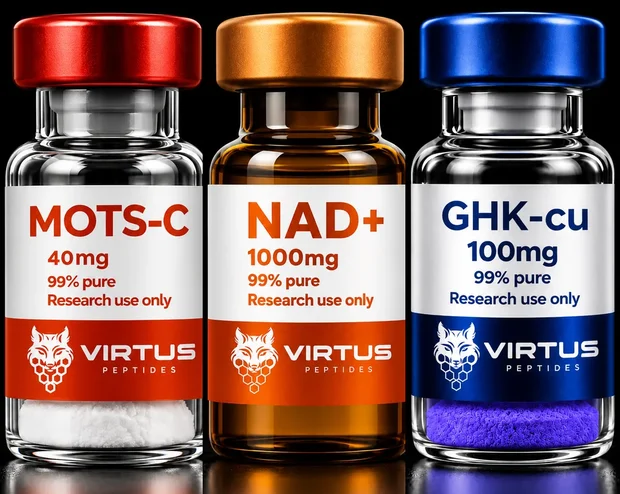 MOTS-C
40mg
99% pure
Research use only
VIRTUS
PEPTIDES
NAD+
1000mg
99% pure
Research use only
VIRTUS
PEPTIDES
GHK-cu
100mg
99% pure
Research use only
VIRTUS
PEPTIDES